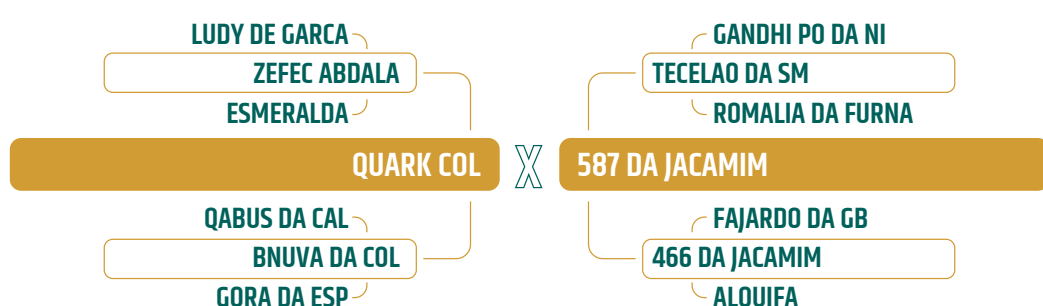 LUDY DE GARCA
ZEFEC ABDALA
ESMERALDA
QUARK COL
QABUS DA CAL
BNUVA DA COL
GORA DA ESP
X
GANDHI PO DA NI
TECELAO DA SM
ROMALIA DA FURNA
587 DA JACAMIM
FAJARDO DA GB
466 DA JACAMIM
ALQUIFA